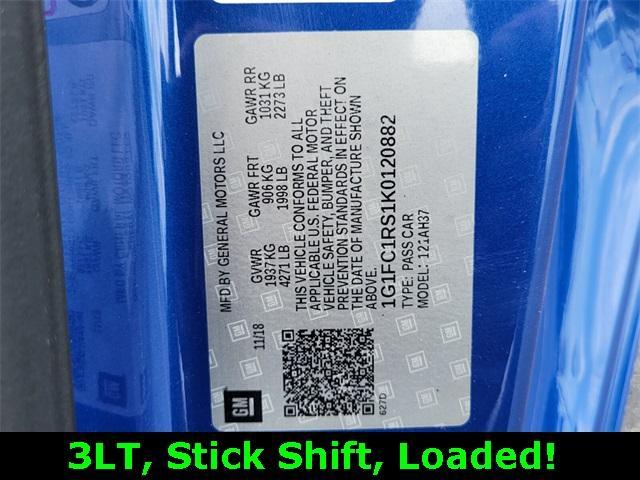 MFD BY GENERAL MOTORS LLC
GVWR GAWR FRT GAWR RR
1937 KG 906 KG 1031 KG
4271 LB 1998 LB 2273 LB
THIS VEHICLE CONFORMS TO ALL
APPLICABLE U.S. FEDERAL MOTOR
VEHICLE SAFETY, BUMPER, AND THEFT
PREVENTION STANDARDS IN EFFECT ON
THE DATE OF MANUFACTURE SHOWN
ABOVE.
1G1FC1RS1K0120882
TYPE: PASS CAR
MODEL: 121AH37
11/18
GM
627D
3LT, Stick Shift, Loaded!